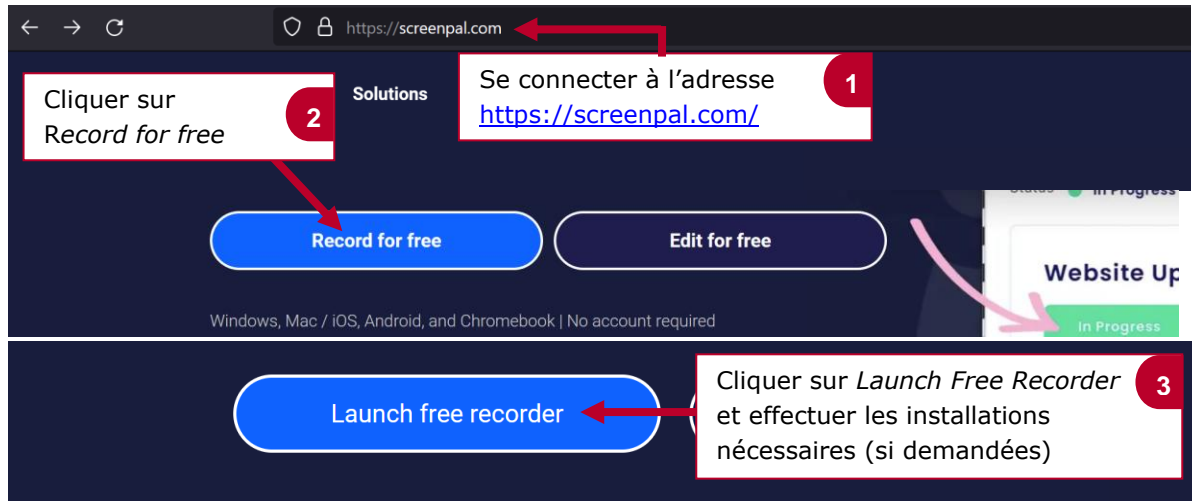 https://screenpal.com
Se connecter à l'adresse
https://screenpal.com/
1
Cliquer sur
Record for free
2
Solutions
In Progress
Record for free
Edit for free
Website Up
Windows, Mac / iOS, Android, and Chromebook | No account required
In Progress
Launch free recorder
Cliquer sur Launch Free Recorder
et effectuer les installations
nécessaires (si demandées)
3